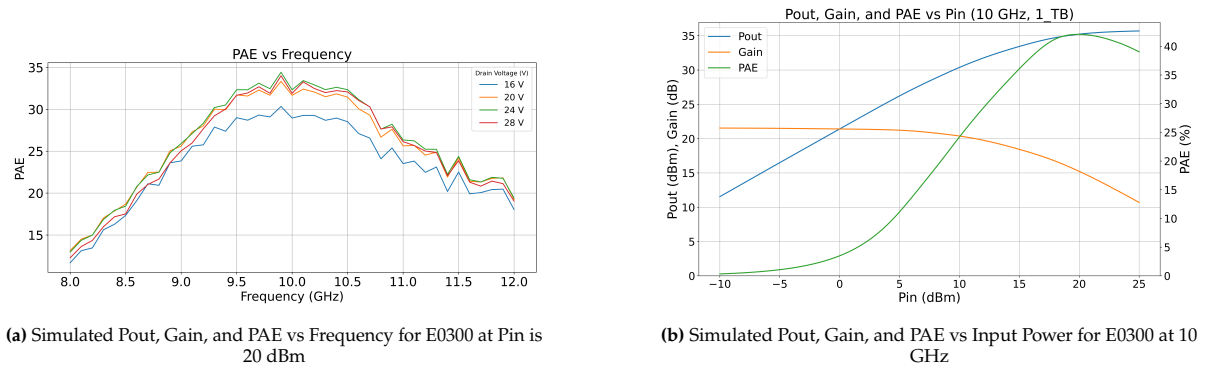 PAE vs Frequency
PAE
35
30
25
20
15
Drain Voltage (V)
16 V
20 V
24 V
28 V
8.0 8.5 9.0 9.5 10.0 10.5 11.0 11.5 12.0
Frequency (GHz)
(a) Simulated Pout, Gain, and PAE vs Frequency for E0300 at Pin is
20 dBm
Pout, Gain, and PAE vs Pin (10 GHz, 1_TB)
Pout (dBm), Gain (dB)
35
30
25
20
15
10
5
0
Pout
Gain
PAE
40
35
30
25
20
15
10
5
0
PAE (%)
−10 −5 0 5 10 15 20 25
Pin (dBm)
(b) Simulated Pout, Gain, and PAE vs Input Power for E0300 at 10
GHz